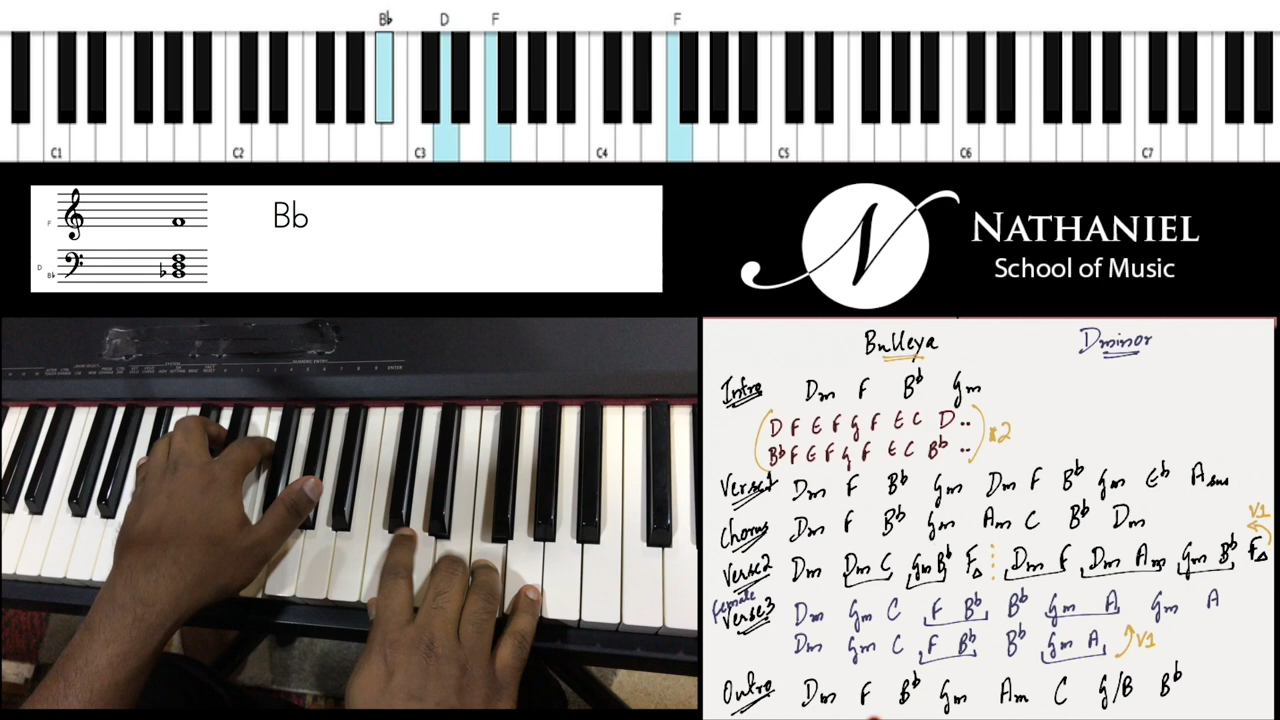 Bb D F F
C1 C2 C3 C4 C5 C6 C7
F
D
Bb
Bb
NATHANIEL
School of Music
Bulleya Dminor
Intro Dm F Bb Gm
(D F E F G F E C D..
BbF E F G F E C Bb ..) x2
Verse1 Dm F Bb Gm Dm F Bb Gm Eb Asus
Chorus Dm F Bb Gm Am C Bb Dm V1
Verse2 Dm Dm C Gm Bb F△ Dm F Dm Am Gm Bb F△
Female
Verse3 Dm Gm C F Bb Bb Gm A Gm A
Dm Gm C F Bb Bb Gm A V1
Outro Dm F Bb Gm Am C G/B Bb